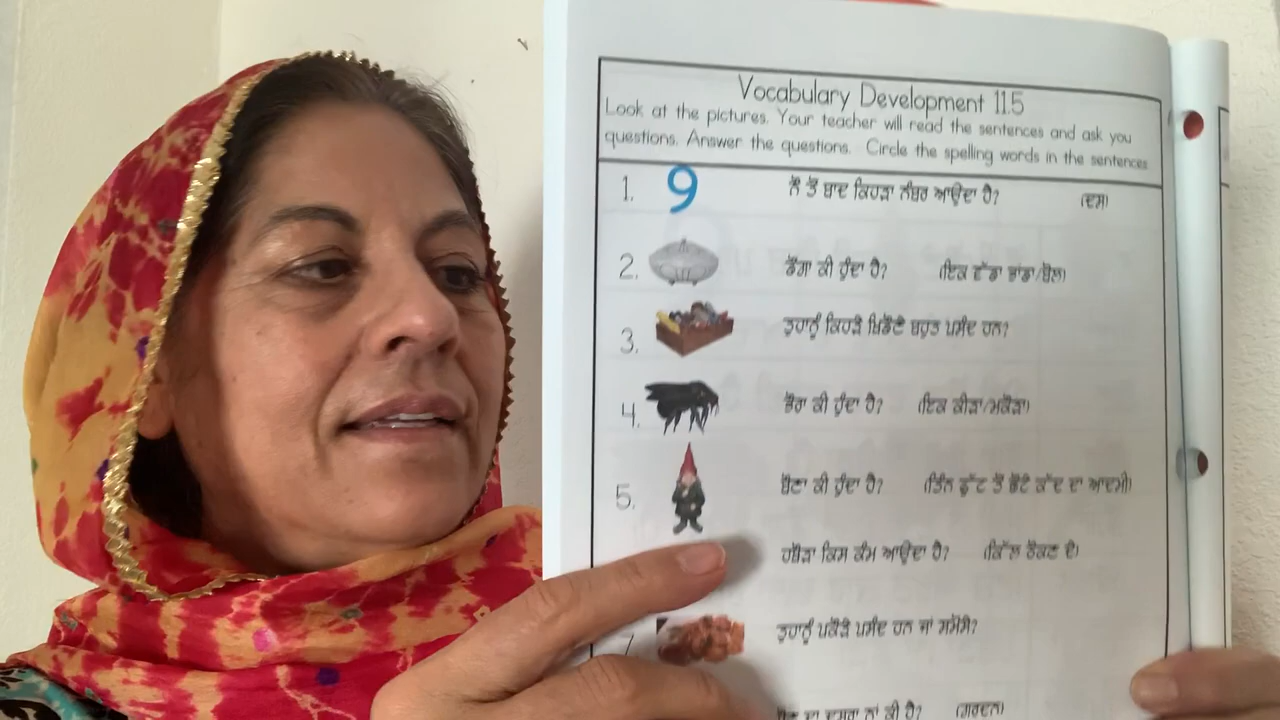 Vocabulary Development 11.5
Look at the pictures. Your teacher will read the sentences and ask you
questions. Answer the questions. Circle the spelling words in the sentences
1. 9 ਨੌਂ ਤੋਂ ਬਾਦ ਕਿਹੜਾ ਨੰਬਰ ਆਉਂਦਾ ਹੈ? (ਦਸ)
2. ਡੌਂਗਾ ਕੀ ਹੁੰਦਾ ਹੈ? (ਇਕ ਵੱਡਾ ਭਾਂਡਾ/ਬੋਲ)
3. ਤੁਹਾਨੂੰ ਕਿਹੜੇ ਖਿਡੌਣੇ ਬਹੁਤ ਪਸੰਦ ਹਨ?
4. ਭੌਰਾ ਕੀ ਹੁੰਦਾ ਹੈ? (ਇਕ ਕੀੜਾ/ਮਕੌੜਾ)
5. ਬੌਣਾ ਕੀ ਹੁੰਦਾ ਹੈ? (ਤਿੰਨ ਫੁੱਟ ਤੋਂ ਛੋਟੇ ਕੱਦ ਦਾ ਆਦਮੀ)
ਹਥੌੜਾ ਕਿਸ ਕੰਮ ਆਉਂਦਾ ਹੈ? (ਕਿੱਲ ਠੋਕਣ ਦੇ)
7 ਤੁਹਾਨੂੰ ਪਕੌੜੇ ਪਸੰਦ ਹਨ ਜਾਂ ਸਮੋਸੇ?
ਦਾ ਦੂਸਰਾ ਨਾਂ ਕੀ ਹੈ? (ਗਰਦਨ)